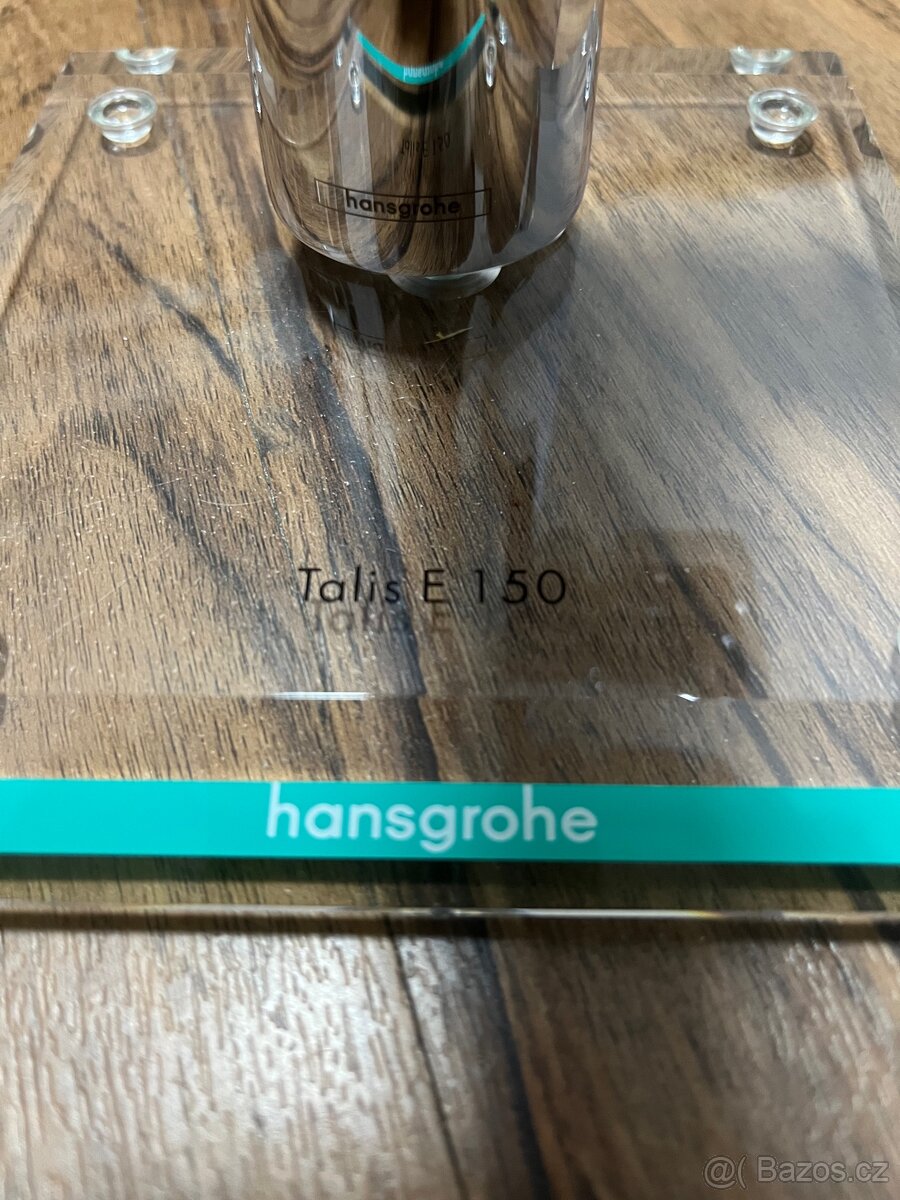 hansgrohe
Talis E 150
hansgrohe
@( Bazos.cz